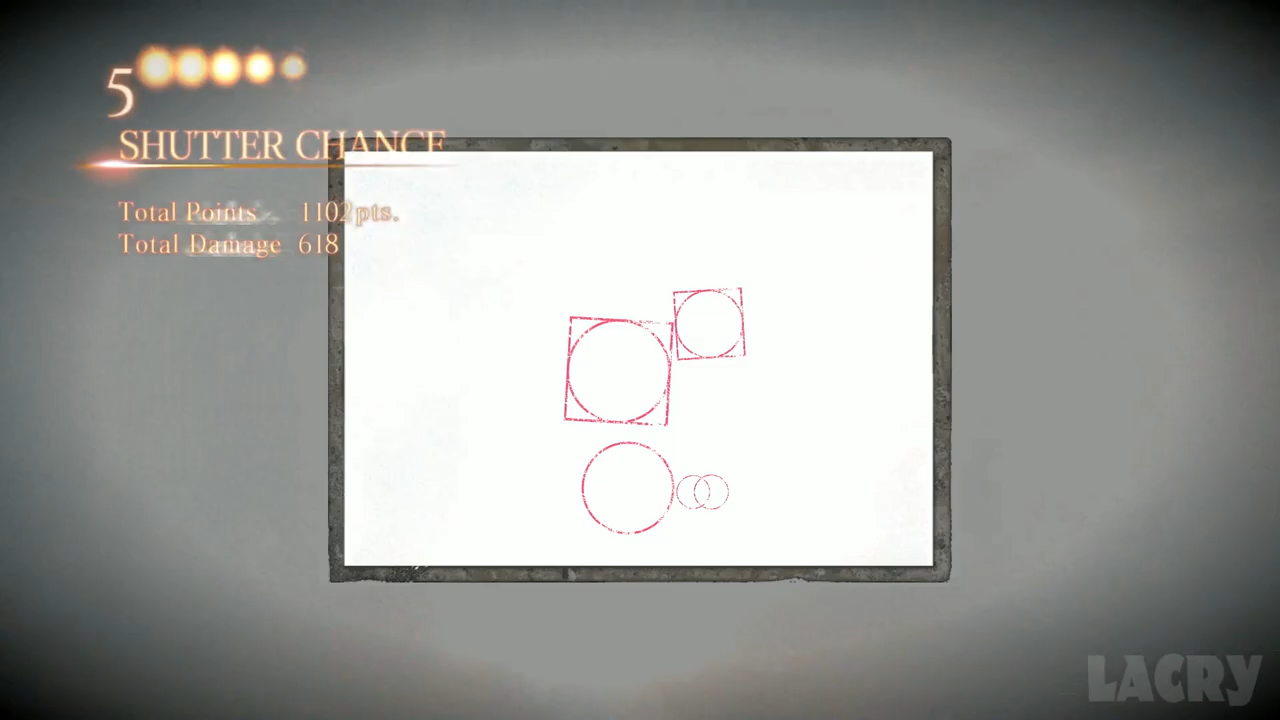 5
SHUTTER CHANCE
Total Points 1102pts.
Total Damage 618
LACRY